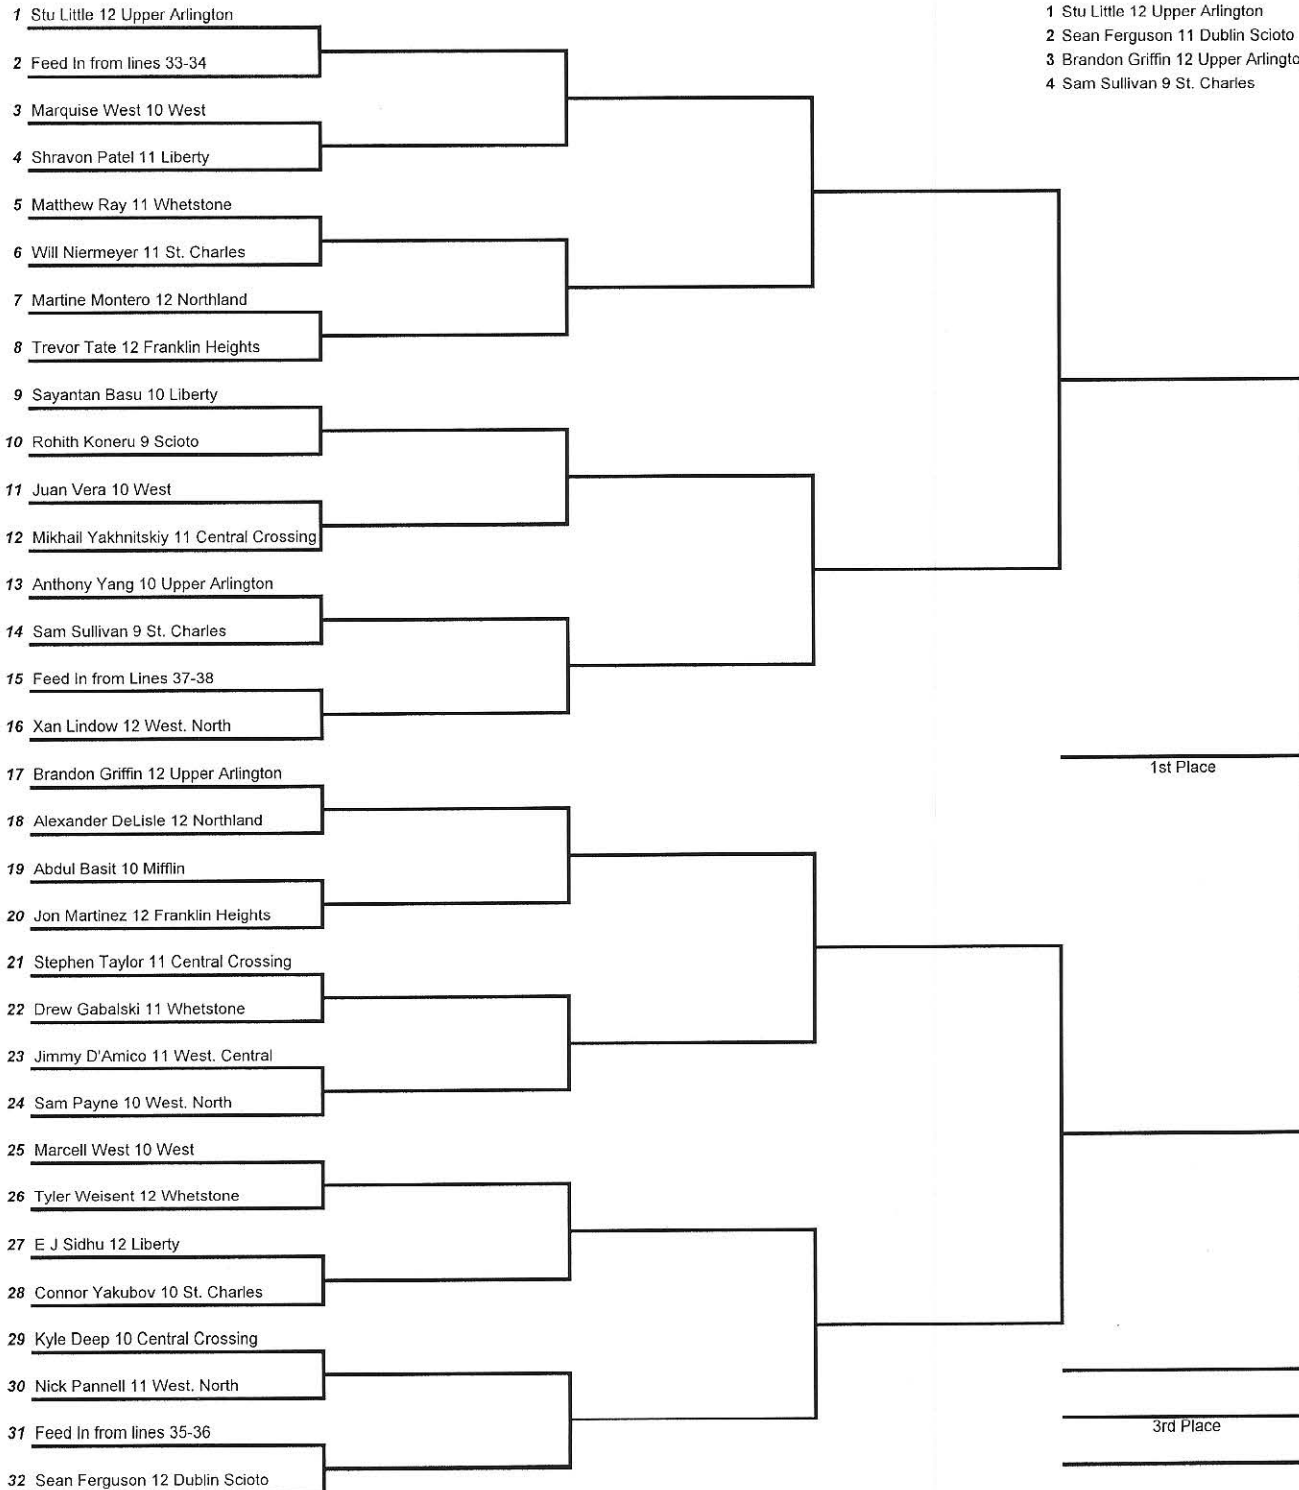 1 Stu Little 12 Upper Arlington
2 Feed In from lines 33-34
3 Marquise West 10 West
4 Shravon Patel 11 Liberty
5 Matthew Ray 11 Whetstone
6 Will Niermeyer 11 St. Charles
7 Martine Montero 12 Northland
8 Trevor Tate 12 Franklin Heights
9 Sayantan Basu 10 Liberty
10 Rohith Koneru 9 Scioto
11 Juan Vera 10 West
12 Mikhail Yakhnitskiy 11 Central Crossing
13 Anthony Yang 10 Upper Arlington
14 Sam Sullivan 9 St. Charles
15 Feed In from Lines 37-38
16 Xan Lindow 12 West. North
17 Brandon Griffin 12 Upper Arlington
18 Alexander DeLisle 12 Northland
19 Abdul Basit 10 Mifflin
20 Jon Martinez 12 Franklin Heights
21 Stephen Taylor 11 Central Crossing
22 Drew Gabalski 11 Whetstone
23 Jimmy D'Amico 11 West. Central
24 Sam Payne 10 West. North
25 Marcell West 10 West
26 Tyler Weisent 12 Whetstone
27 E J Sidhu 12 Liberty
28 Connor Yakubov 10 St. Charles
29 Kyle Deep 10 Central Crossing
30 Nick Pannell 11 West. North
31 Feed In from lines 35-36
32 Sean Ferguson 12 Dublin Scioto
1 Stu Little 12 Upper Arlington
2 Sean Ferguson 11 Dublin Scioto
3 Brandon Griffin 12 Upper Arlingto
4 Sam Sullivan 9 St. Charles
1st Place
3rd Place